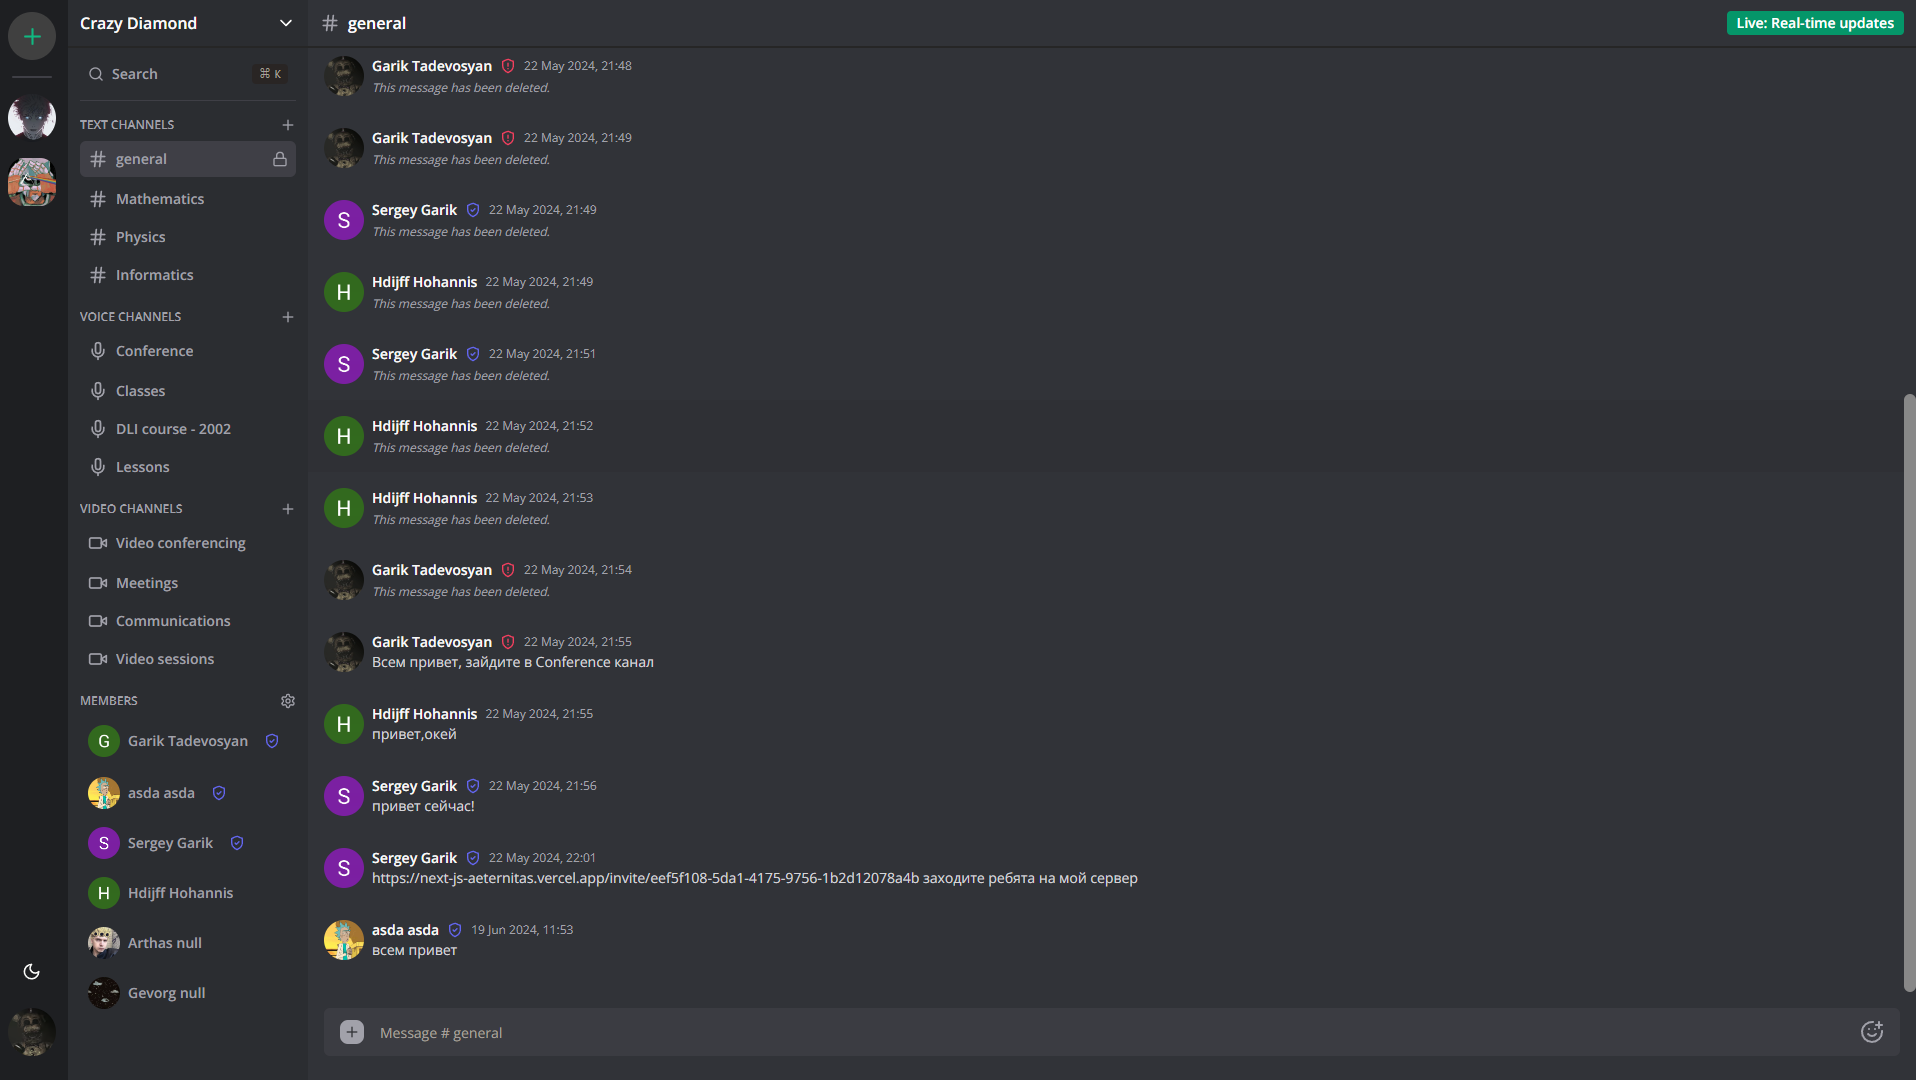 Crazy Diamond
Search
⌘ K
TEXT CHANNELS
general
Mathematics
Physics
Informatics
VOICE CHANNELS
Conference
Classes
DLI course - 2002
Lessons
VIDEO CHANNELS
Video conferencing
Meetings
Communications
Video sessions
MEMBERS
G Garik Tadevosyan
asda asda
S Sergey Garik
H Hdijff Hohannis
Arthas null
Gevorg null
# general
Live: Real-time updates
Garik Tadevosyan 22 May 2024, 21:48
This message has been deleted.
Garik Tadevosyan 22 May 2024, 21:49
This message has been deleted.
S Sergey Garik 22 May 2024, 21:49
This message has been deleted.
H Hdijff Hohannis 22 May 2024, 21:49
This message has been deleted.
S Sergey Garik 22 May 2024, 21:51
This message has been deleted.
H Hdijff Hohannis 22 May 2024, 21:52
This message has been deleted.
H Hdijff Hohannis 22 May 2024, 21:53
This message has been deleted.
Garik Tadevosyan 22 May 2024, 21:54
This message has been deleted.
Garik Tadevosyan 22 May 2024, 21:55
Всем привет, зайдите в Conference канал
H Hdijff Hohannis 22 May 2024, 21:55
привет,окей
S Sergey Garik 22 May 2024, 21:56
привет сейчас!
S Sergey Garik 22 May 2024, 22:01
https://next-js-aeternitas.vercel.app/invite/eef5f108-5da1-4175-9756-1b2d12078a4b заходите ребята на мой сервер
asda asda 19 Jun 2024, 11:53
всем привет
Message # general